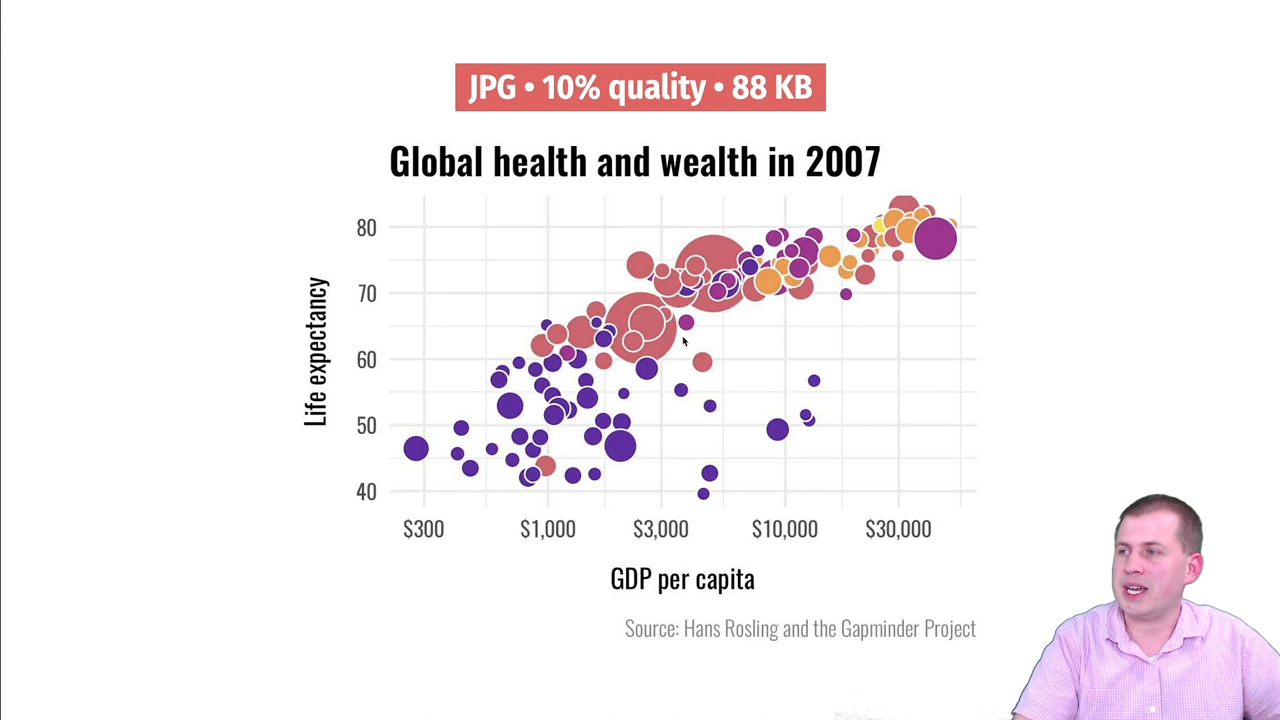 JPG • 10% quality • 88 KB
Global health and wealth in 2007
80
70
60
50
40
Life expectancy
$300 $1,000 $3,000 $10,000 $30,000
GDP per capita
Source: Hans Rosling and the Gapminder Project